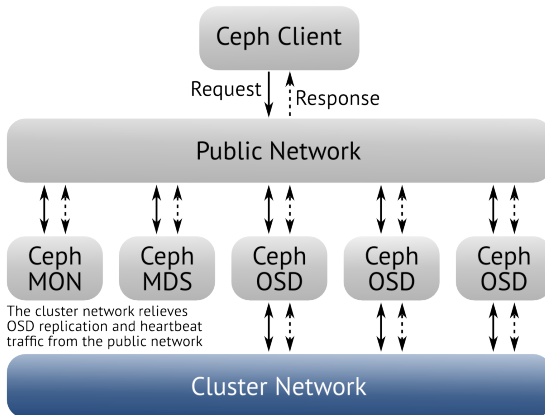 Ceph Client
Request
Response
Public Network
Ceph
MON
Ceph
MDS
Ceph
OSD
Ceph
OSD
Ceph
OSD
The cluster network relieves
OSD replication and heartbeat
traffic from the public network
Cluster Network